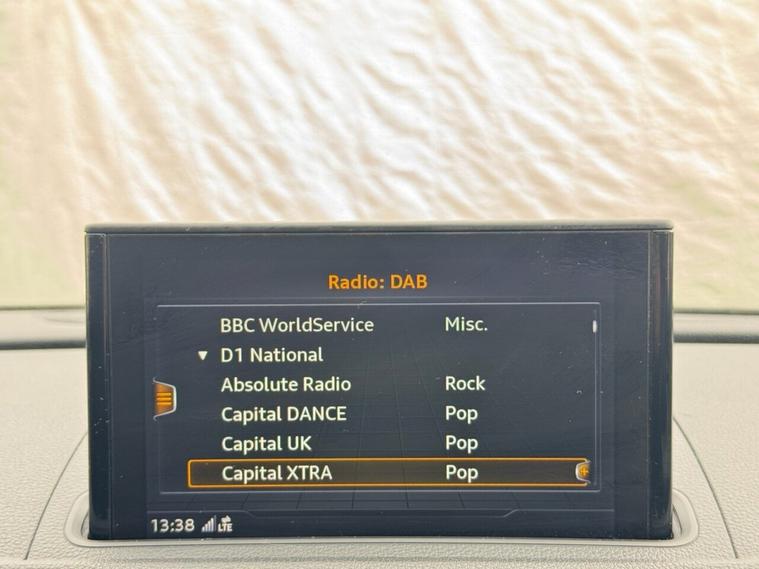 Radio: DAB
BBC WorldService Misc.
▼ D1 National
Absolute Radio Rock
Capital DANCE Pop
Capital UK Pop
Capital XTRA Pop
13:38 LTE